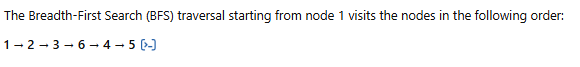 The Breadth-First Search (BFS) traversal starting from node 1 visits the nodes in the following order:
1 → 2 → 3 → 6 → 4 → 5 [>-]